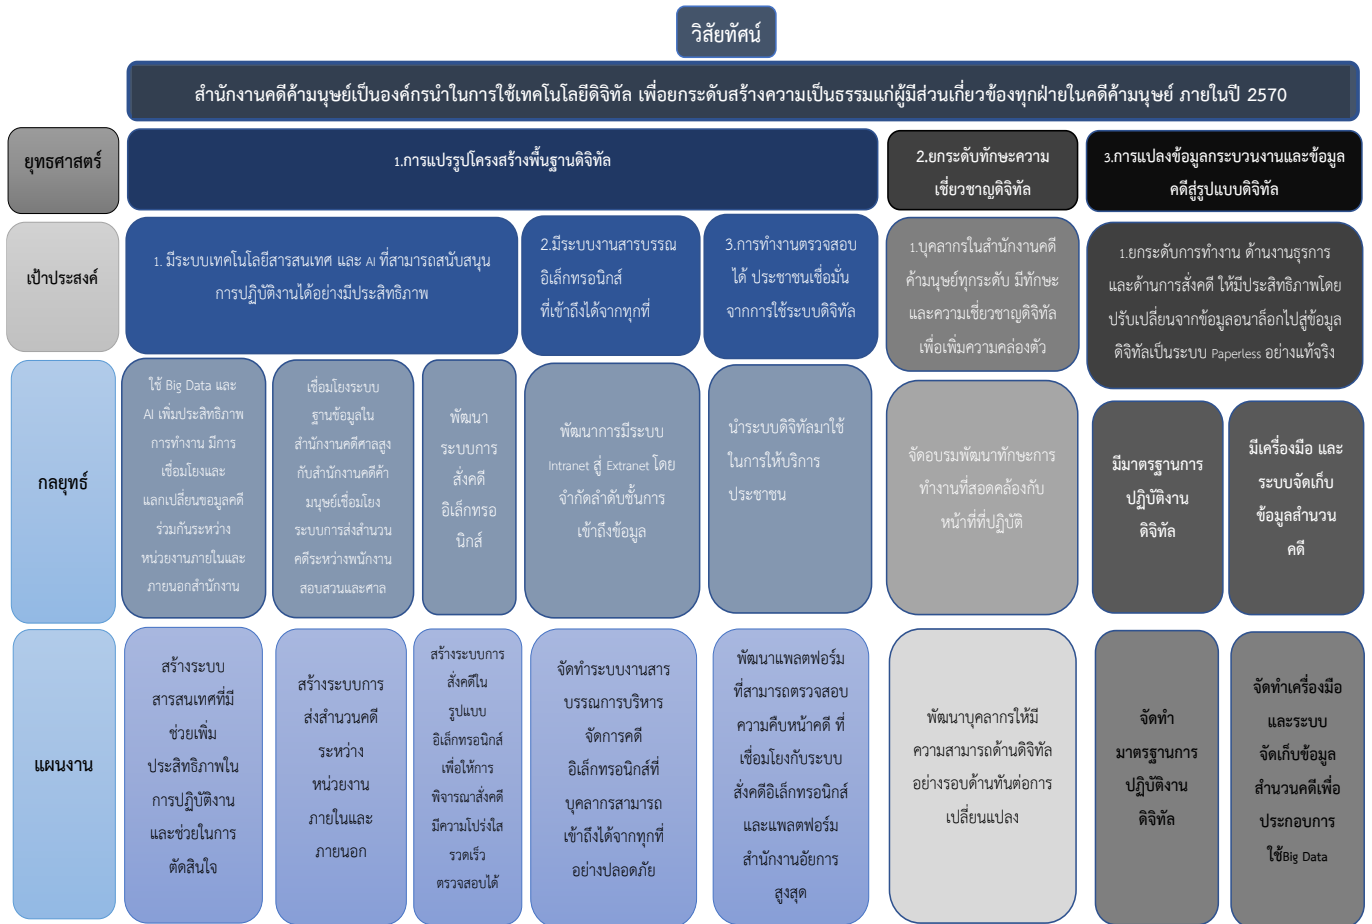 วิสัยทัศน์
สำนักงานคดีค้ามนุษย์เป็นองค์กรนำในการใช้เทคโนโลยีดิจิทัล เพื่อยกระดับสร้างความเป็นธรรมแก่ผู้มีส่วนเกี่ยวข้องทุกฝ่ายในคดีค้ามนุษย์ ภายในปี 2570
ยุทธศาสตร์
1.การแปรรูปโครงสร้างพื้นฐานดิจิทัล
2.ยกระดับทักษะความ
เชี่ยวชาญดิจิทัล
3.การแปลงข้อมูลกระบวนงานและข้อมูล
คดีสู่รูปแบบดิจิทัล
เป้าประสงค์
1. มีระบบเทคโนโลยีสารสนเทศ และ AI ที่สามารถสนับสนุน
การปฏิบัติงานได้อย่างมีประสิทธิภาพ
2.มีระบบงานสารบรรณ
อิเล็กทรอนิกส์
ที่เข้าถึงได้จากทุกที่
3.การทำงานตรวจสอบ
ได้ ประชาชนเชื่อมั่น
จากการใช้ระบบดิจิทัล
1.บุคลากรในสำนักงานคดี
ค้ามนุษย์ทุกระดับ มีทักษะ
และความเชี่ยวชาญดิจิทัล
เพื่อเพิ่มความคล่องตัว
1.ยกระดับการทำงาน ด้านงานธุรการ
และด้านการสั่งคดี ให้มีประสิทธิภาพโดย
ปรับเปลี่ยนจากข้อมูลอนาล็อกไปสู่ข้อมูล
ดิจิทัลเป็นระบบ Paperless อย่างแท้จริง
กลยุทธ์
ใช้ Big Data และ
AI เพิ่มประสิทธิภาพ
การทำงาน มีการ
เชื่อมโยงและ
แลกเปลี่ยนขอมูลคดี
ร่วมกันระหว่าง
หน่วยงานภายในและ
ภายนอกสำนักงาน
เชื่อมโยงระบบ
ฐานข้อมูลใน
สำนักงานคดีศาลสูง
กับสำนักงานคดีค้า
มนุษย์เชื่อมโยง
ระบบการส่งสำนวน
คดีระหว่างพนักงาน
สอบสวนและศาล
พัฒนา
ระบบการ
สั่งคดี
อิเล็กทรอ
นิกส์
พัฒนาการมีระบบ
Intranet สู่ Extranet โดย
จำกัดลำดับชั้นการ
เข้าถึงข้อมูล
นำระบบดิจิทัลมาใช้
ในการให้บริการ
ประชาชน
จัดอบรมพัฒนาทักษะการ
ทำงานที่สอดคล้องกับ
หน้าที่ที่ปฏิบัติ
มีมาตรฐานการ
ปฏิบัติงาน
ดิจิทัล
มีเครื่องมือ และ
ระบบจัดเก็บ
ข้อมูลสำนวน
คดี
แผนงาน
สร้างระบบ
สารสนเทศที่มี
ช่วยเพิ่ม
ประสิทธิภาพใน
การปฏิบัติงาน
และช่วยในการ
ตัดสินใจ
สร้างระบบการ
ส่งสำนวนคดี
ระหว่าง
หน่วยงาน
ภายในและ
ภายนอก
สร้างระบบการ
สั่งคดีใน
รูปแบบ
อิเล็กทรอนิกส์
เพื่อให้การ
พิจารณาสั่งคดี
มีความโปร่งใส
รวดเร็ว
ตรวจสอบได้
จัดทำระบบงานสาร
บรรณการบริหาร
จัดการคดี
อิเล็กทรอนิกส์ที่
บุคลากรสามารถ
เข้าถึงได้จากทุกที่
อย่างปลอดภัย
พัฒนาแพลตฟอร์ม
ที่สามารถตรวจสอบ
ความคืบหน้าคดี ที่
เชื่อมโยงกับระบบ
สั่งคดีอิเล็กทรอนิกส์
และแพลตฟอร์ม
สำนักงานอัยการ
สูงสุด
พัฒนาบุคลากรให้มี
ความสามารถด้านดิจิทัล
อย่างรอบด้านทันต่อการ
เปลี่ยนแปลง
จัดทำ
มาตรฐานการ
ปฏิบัติงาน
ดิจิทัล
จัดทำเครื่องมือ
และระบบ
จัดเก็บข้อมูล
สำนวนคดีเพื่อ
ประกอบการ
ใช้Big Data